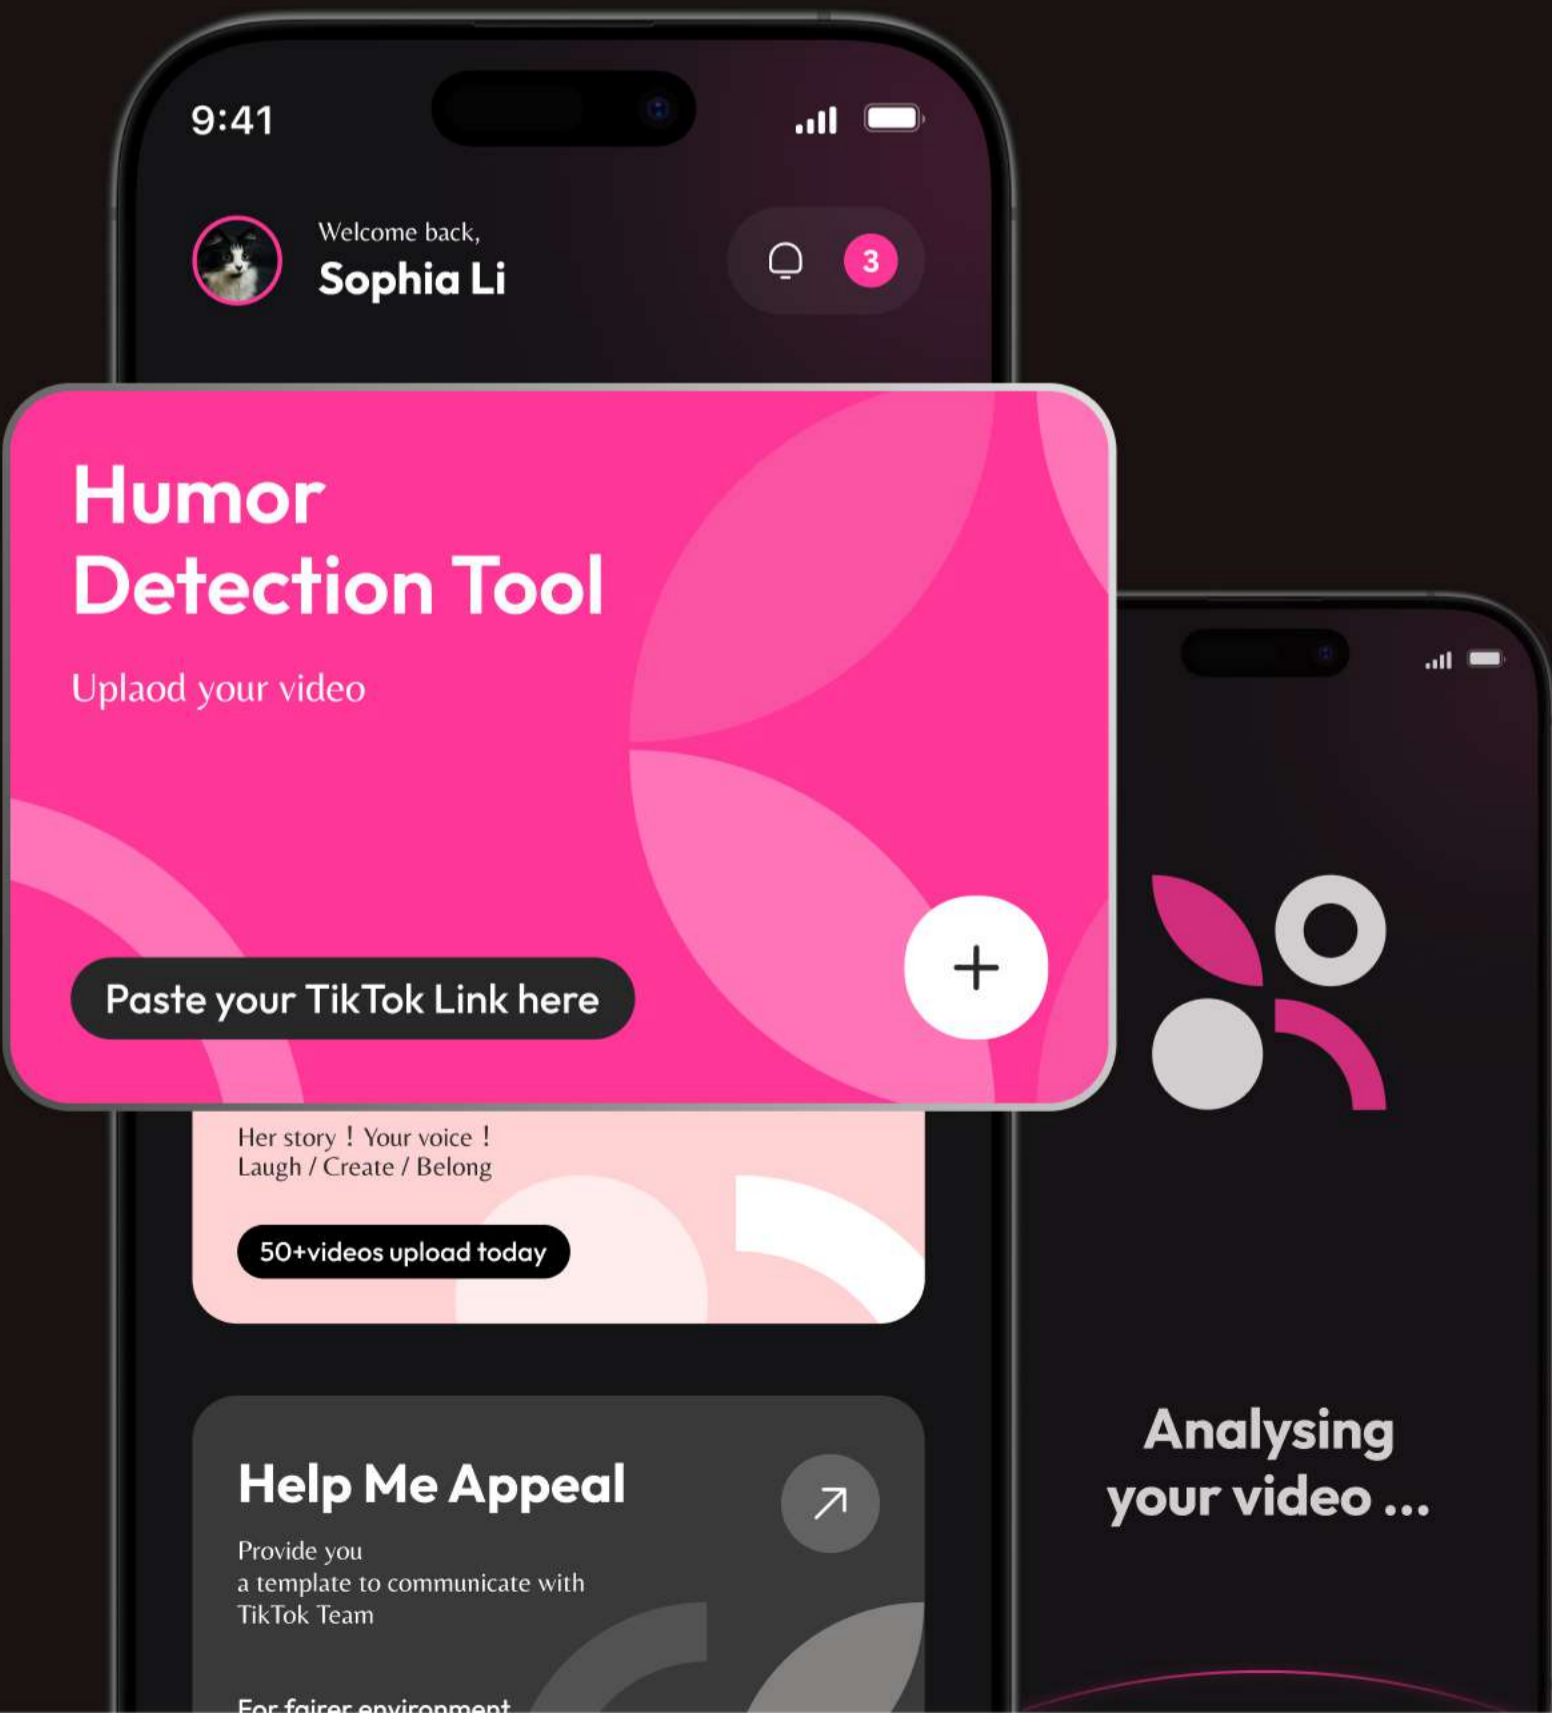 9:41
Welcome back,
Sophia Li
3
Humor
Detection Tool
Uplaod your video
Paste your TikTok Link here
Her story ! Your voice !
Laugh / Create / Belong
50+videos upload today
Help Me Appeal
Provide you
a template to communicate with
TikTok Team
For fairer environment
Analysing
your video ...